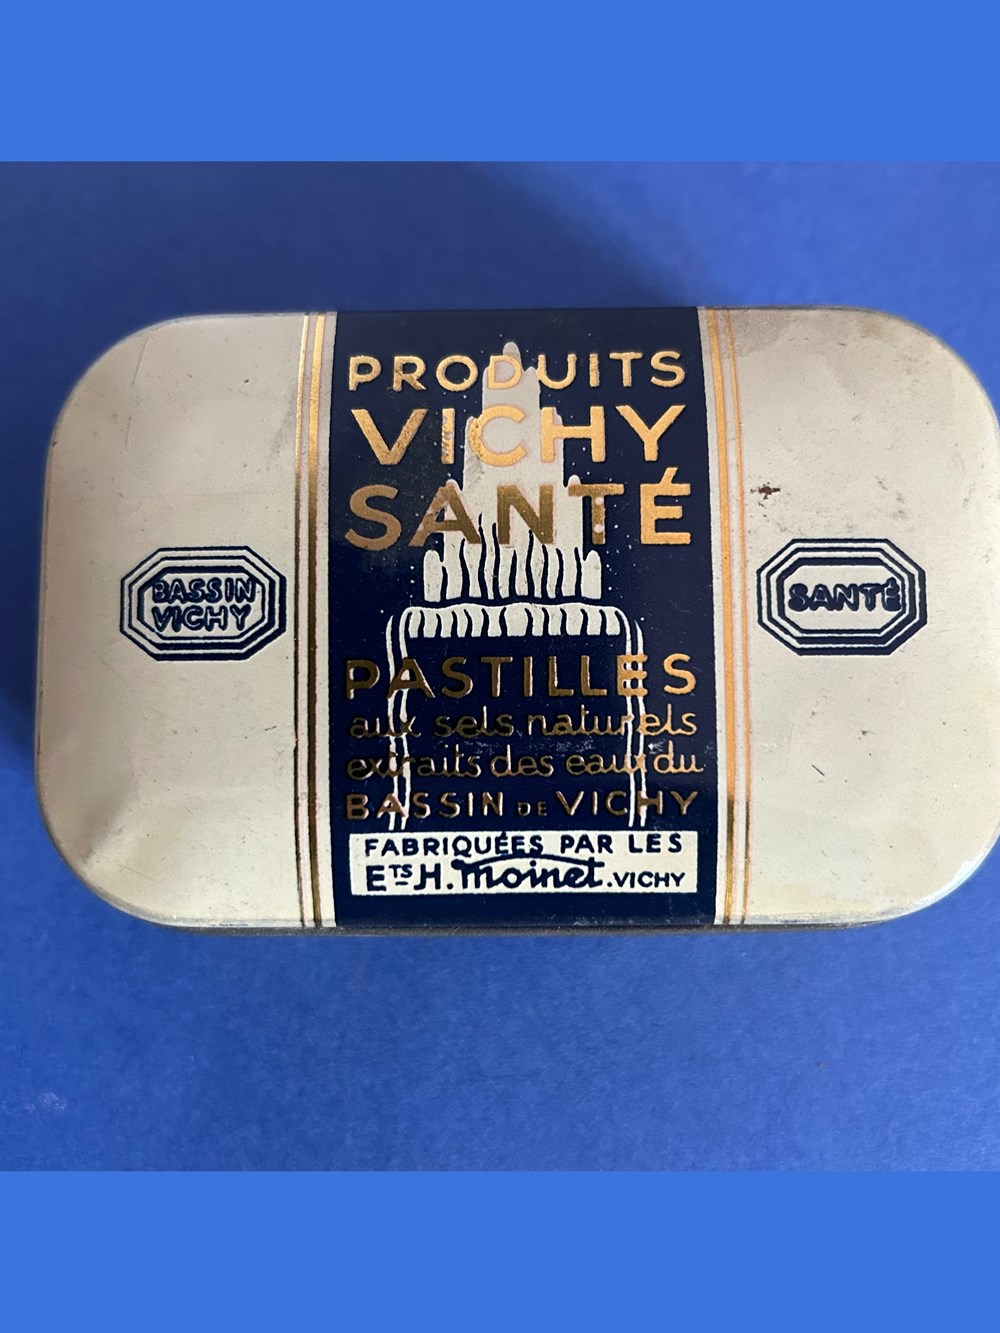 PRODUITS
VICHY
SANTÉ
BASSIN
VICHY
SANTÉ
PASTILLES
aux sels naturels
extraits des eaux du
BASSIN DE VICHY
FABRIQUÉES PAR LES
ETS H. Moinet. VICHY